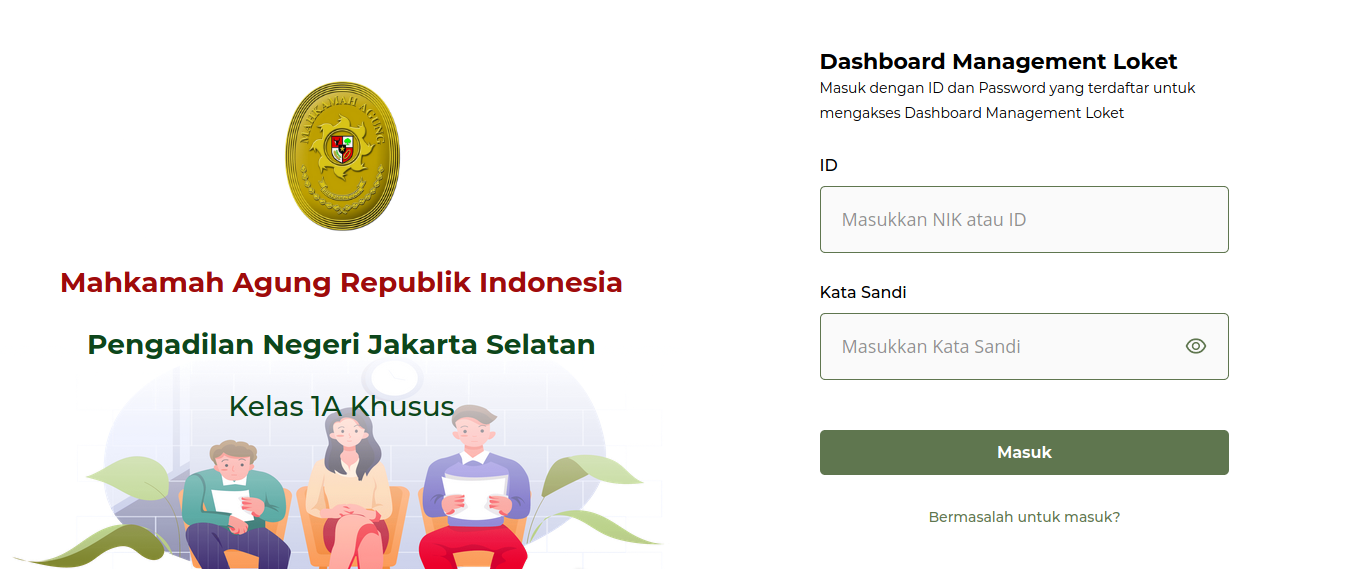 MAHKAMAH AGUNG
Mahkamah Agung Republik Indonesia
Pengadilan Negeri Jakarta Selatan
Kelas 1A Khusus
Dashboard Management Loket
Masuk dengan ID dan Password yang terdaftar untuk
mengakses Dashboard Management Loket
ID
Masukkan NIK atau ID
Kata Sandi
Masukkan Kata Sandi
Masuk
Bermasalah untuk masuk?